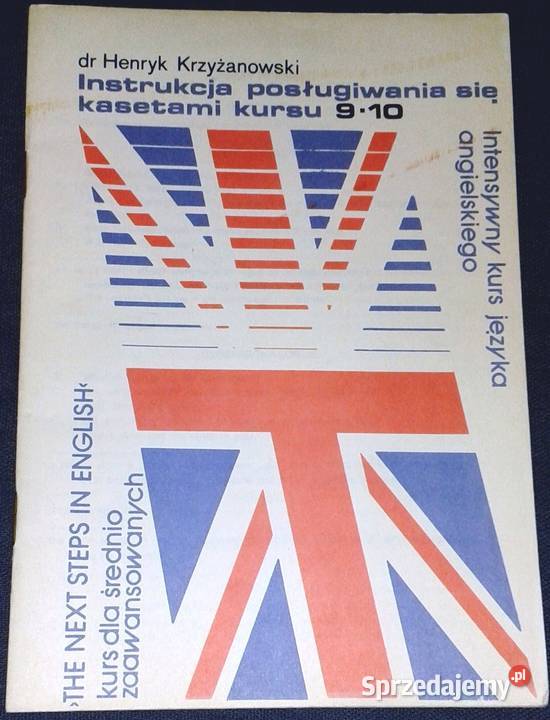 dr Henryk Krzyżanowski
Instrukcja posługiwania się
kasetami kursu 9·10
Intensywny kurs języka
angielskiego
›THE NEXT STEPS IN ENGLISH‹
kurs dla średnio
zaawansowanych
Sprzedajemy.pl